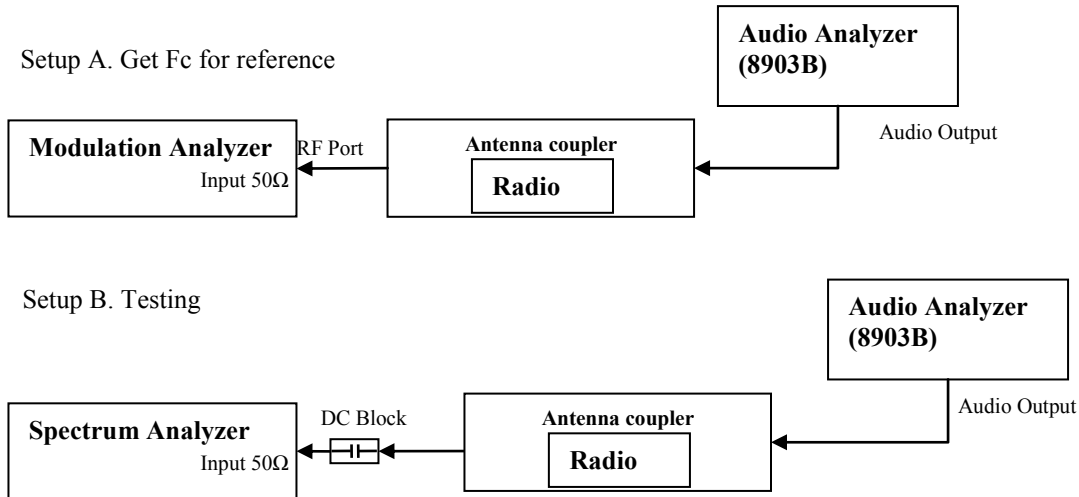 Setup A. Get Fc for reference
Audio Analyzer
(8903B)
Audio Output
Modulation Analyzer
Input 50Ω
RF Port
Antenna coupler
Radio
Setup B. Testing
Audio Analyzer
(8903B)
Audio Output
Spectrum Analyzer
Input 50Ω
DC Block
Antenna coupler
Radio